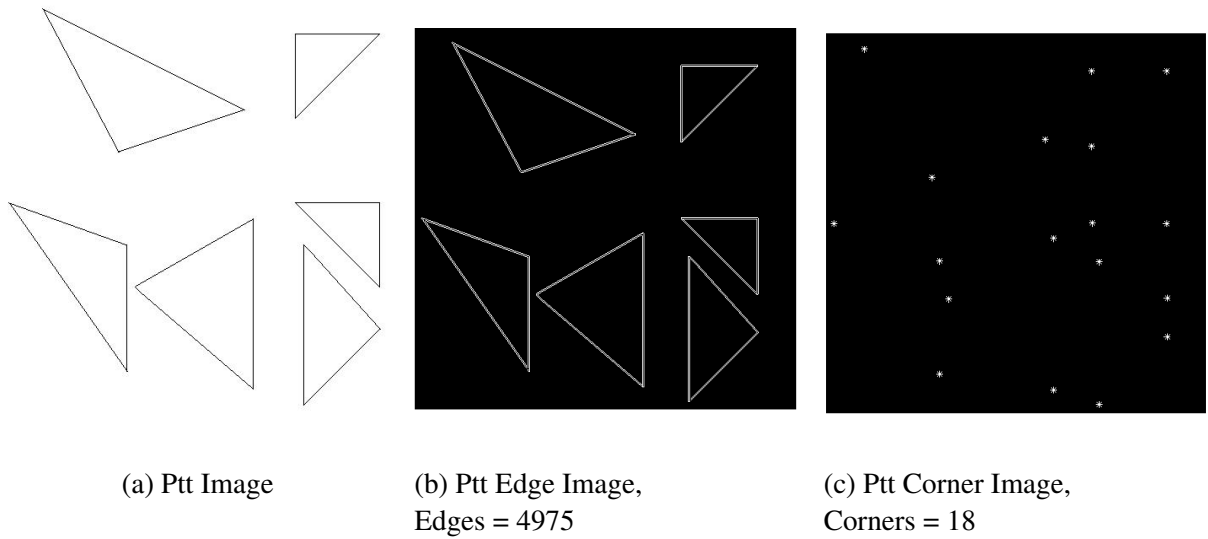 (a) Ptt Image
(b) Ptt Edge Image,
Edges = 4975
(c) Ptt Corner Image,
Corners = 18